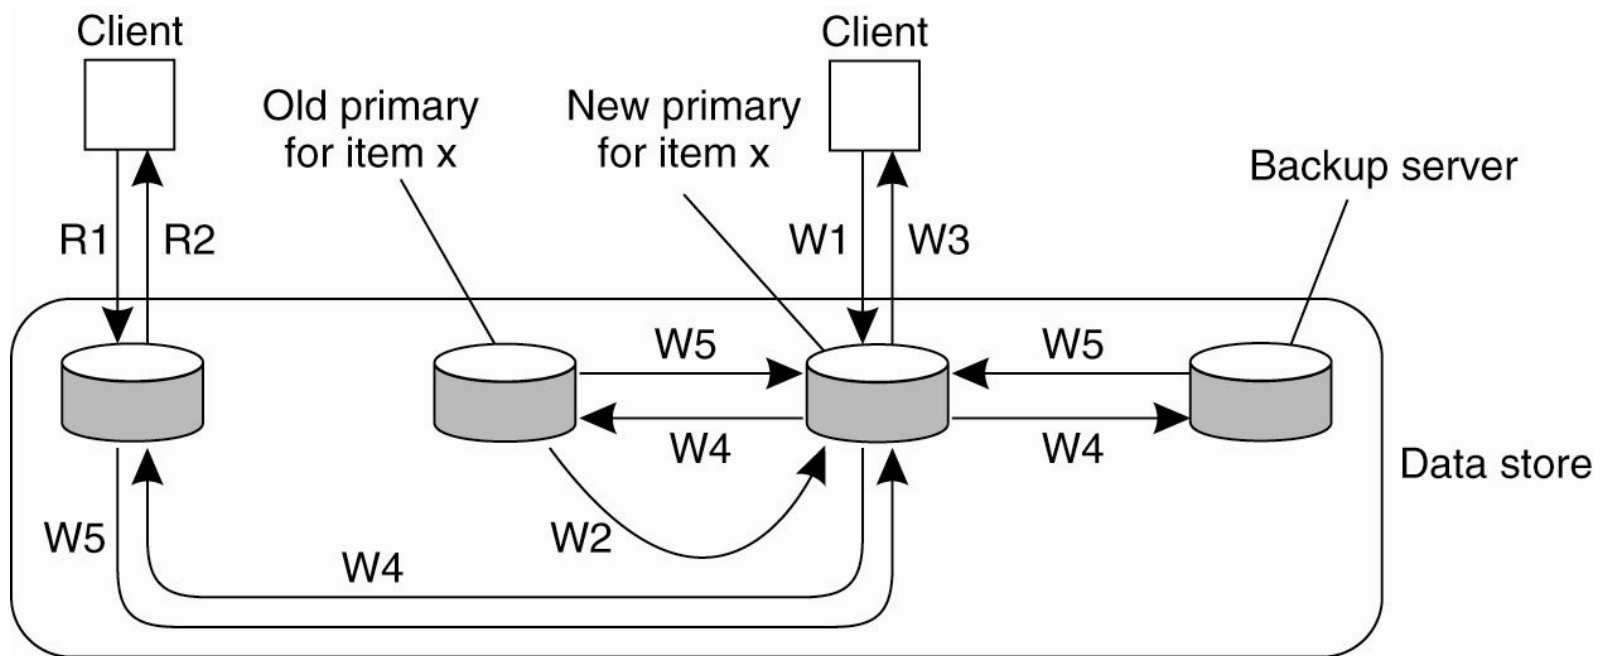 Client
Client
Old primary
for item x
New primary
for item x
Backup server
R1
R2
W1
W3
W5
W5
W4
W4
Data store
W5
W2
W4